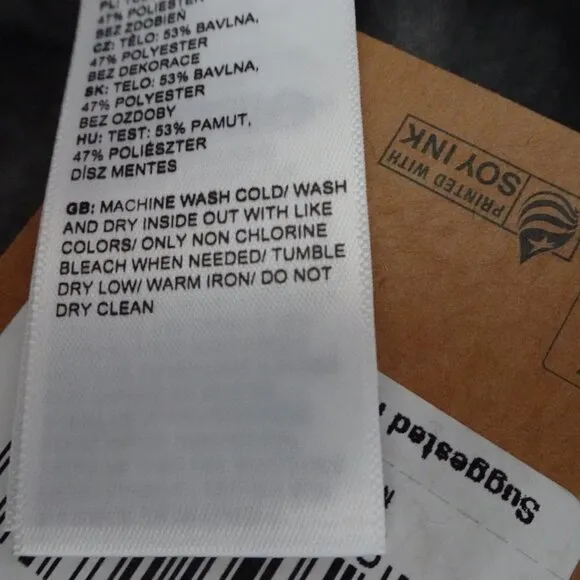 47% POLIESTER
BEZ ZDOBIEŃ
CZ: TĚLO: 53% BAVLNA,
47% POLYESTER
BEZ DEKORACE
SK: TELO: 53% BAVLNA,
47% POLYESTER
BEZ OZDOBY
HU: TEST: 53% PAMUT,
47% POLIÉSZTER
DÍSZ MENTES
GB: MACHINE WASH COLD/ WASH
AND DRY INSIDE OUT WITH LIKE
COLORS/ ONLY NON CHLORINE
BLEACH WHEN NEEDED/ TUMBLE
DRY LOW/ WARM IRON/ DO NOT
DRY CLEAN
PRINTED WITH
SOY INK
Suggested